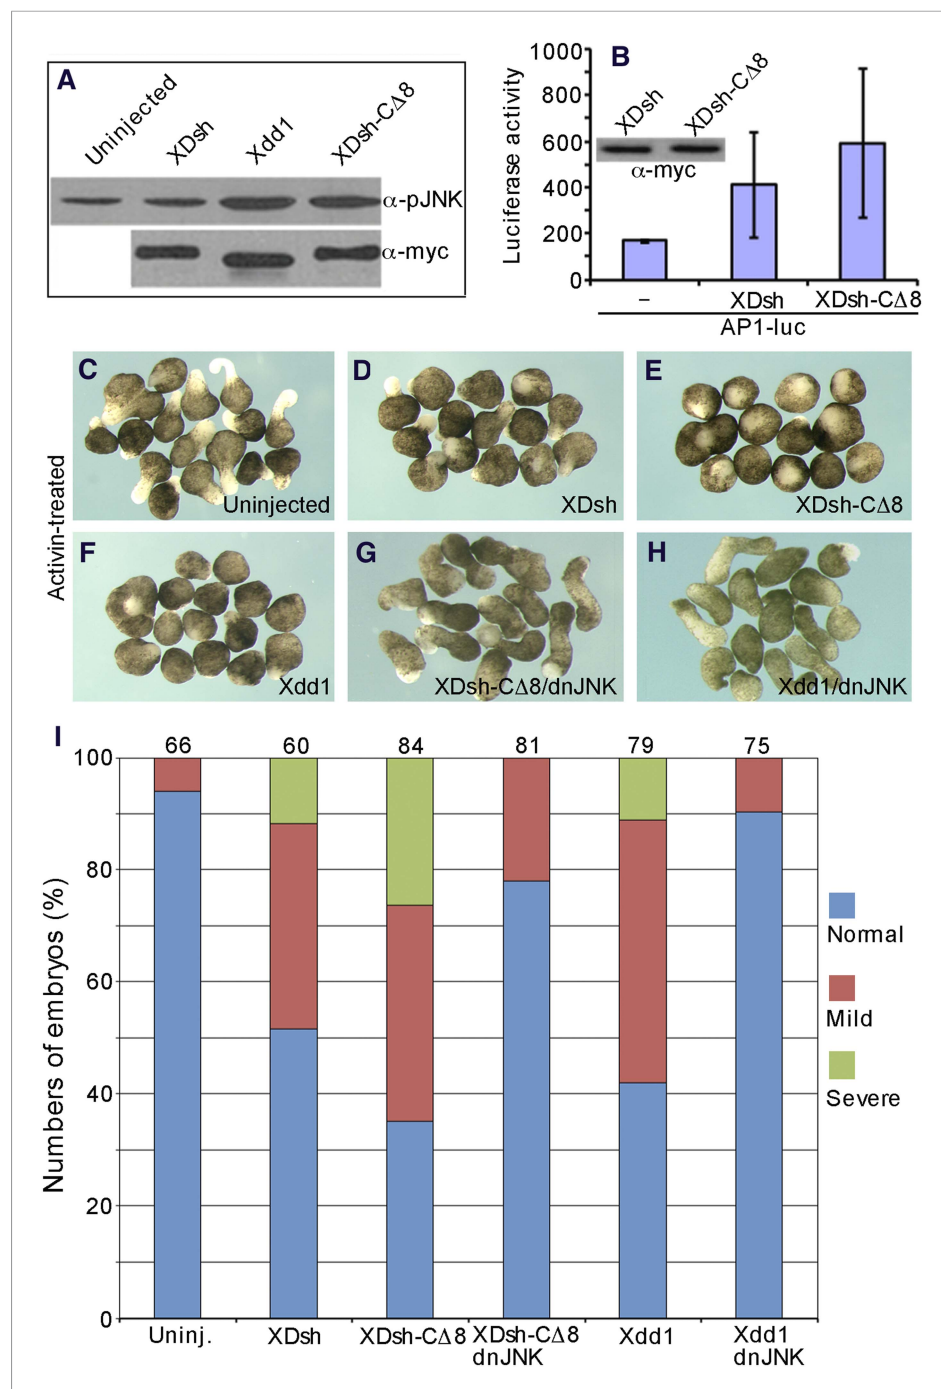 A
Uninjected
XDsh
Xdd1
XDsh-CΔ8
α-pJNK
α-myc
B
Luciferase activity
1000
800
600
400
200
0
XDsh
XDsh-CΔ8
α-myc
–
XDsh
XDsh-CΔ8
AP1-luc
Activin-treated
C
Uninjected
D
XDsh
E
XDsh-CΔ8
F
Xdd1
G
XDsh-CΔ8/dnJNK
H
Xdd1/dnJNK
I
Numbers of embryos (%)
100
80
60
40
20
0
66
60
84
81
79
75
Uninj.
XDsh
XDsh-CΔ8
XDsh-CΔ8
dnJNK
Xdd1
Xdd1
dnJNK
Normal
Mild
Severe